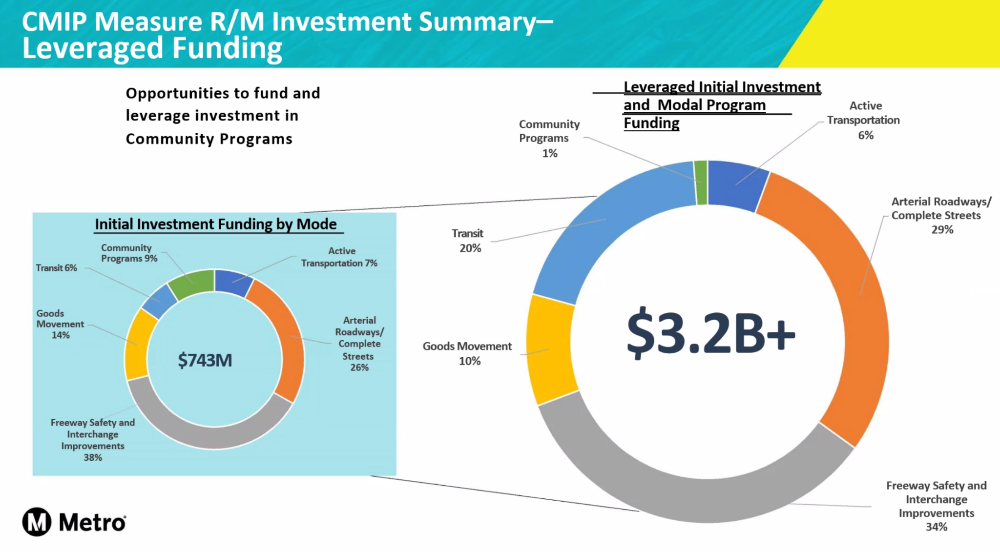 CMIP Measure R/M Investment Summary–
Leveraged Funding
Opportunities to fund and
leverage investment in
Community Programs
Leveraged Initial Investment
and Modal Program
Funding
Community
Programs
1%
Active
Transportation
6%
Arterial Roadways/
Complete Streets
29%
Transit
20%
Goods Movement
10%
$3.2B+
Freeway Safety and
Interchange
Improvements
34%
Initial Investment Funding by Mode
Community
Programs 9%
Active
Transportation 7%
Transit 6%
Goods
Movement
14%
Arterial
Roadways/
Complete
Streets
26%
$743M
Freeway Safety and
Interchange
Improvements
38%
M Metro